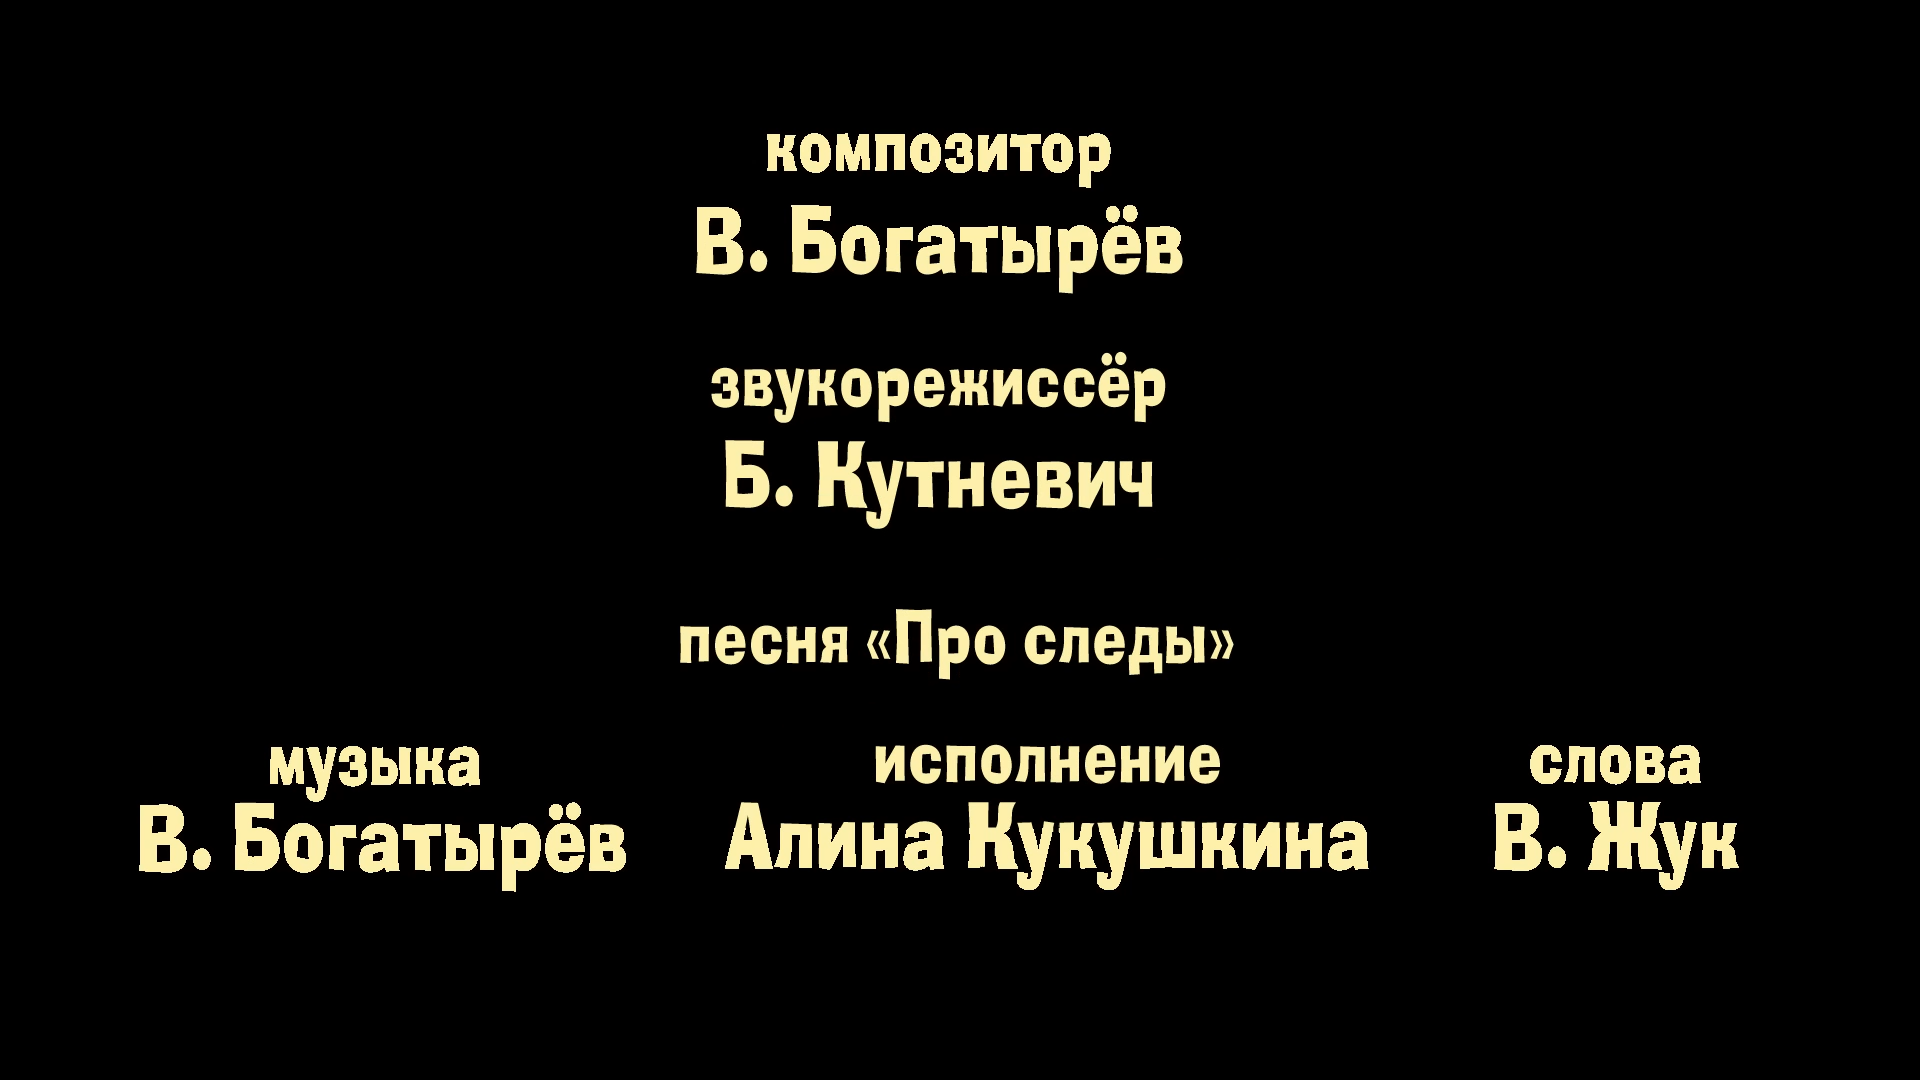 композитор
В. Богатырёв
звукорежиссёр
Б. Кутневич
песня «Про следы»
музыка исполнение слова
В. Богатырёв Алина Кукушкина В. Жук